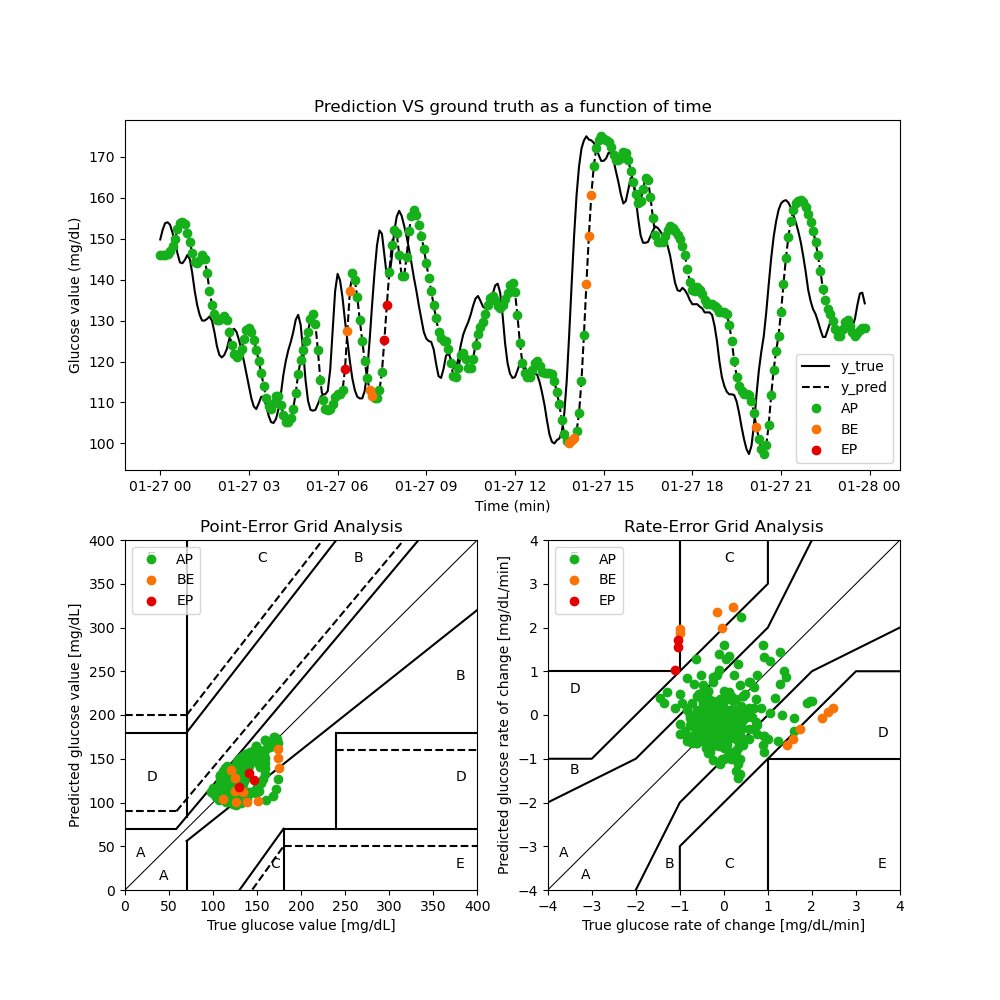 Prediction VS ground truth as a function of time
Glucose value (mg/dL)
170
160
150
140
130
120
110
100
y_true
y_pred
AP
BE
EP
01-27 00 01-27 03 01-27 06 01-27 09 01-27 12 01-27 15 01-27 18 01-27 21 01-28 00
Time (min)
Point-Error Grid Analysis
Predicted glucose value [mg/dL]
400
350
300
250
200
150
100
50
0
AP
BE
EP
C
B
B
D
D
A
A
C
E
0 50 100 150 200 250 300 350 400
True glucose value [mg/dL]
Rate-Error Grid Analysis
Predicted glucose rate of change [mg/dL/min]
4
3
2
1
0
−1
−2
−3
−4
AP
BE
EP
C
D
D
B
A
A
B
C
E
−4 −3 −2 −1 0 1 2 3 4
True glucose rate of change [mg/dL/min]